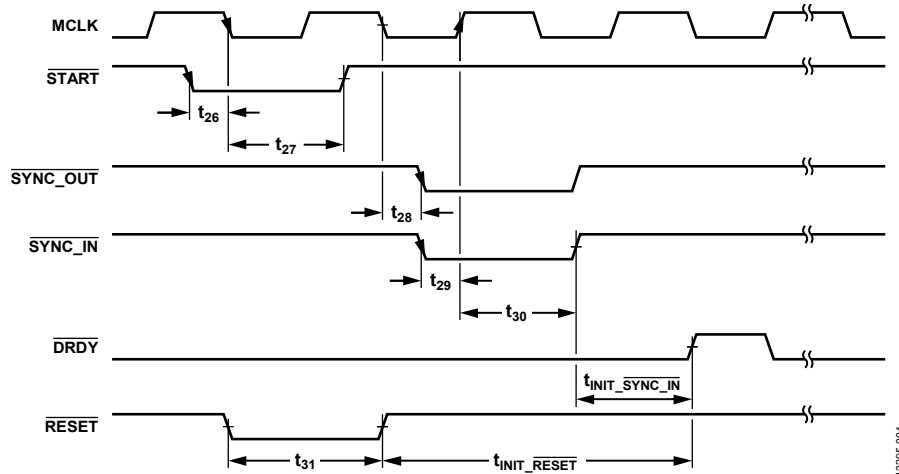 MCLK
START
t26
t27
SYNC_OUT
t28
SYNC_IN
t29
t30
DRDY
tINIT_SYNC_IN
RESET
t31
tINIT_RESET